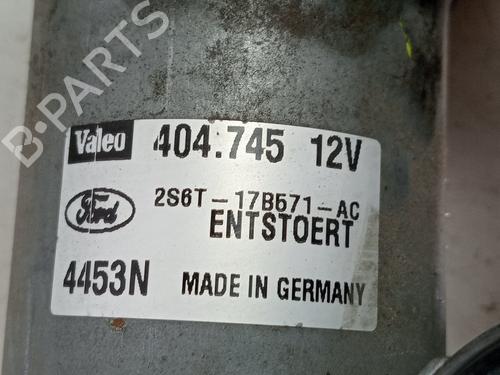 B-PARTS
Valeo 404.745 12V
Ford 2S6T-17B571-AC
ENTSTOERT
4453N MADE IN GERMANY